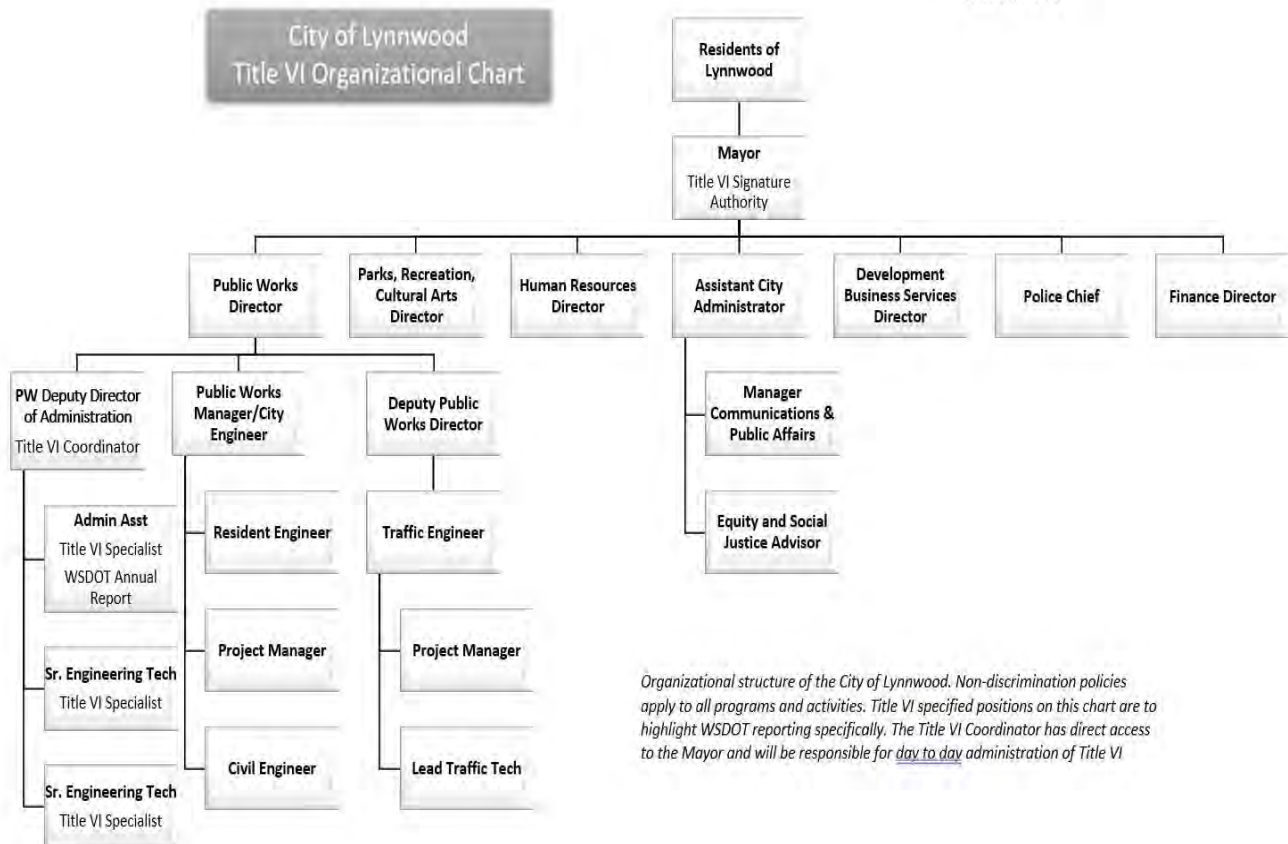 City of Lynnwood
Title VI Organizational Chart
Residents of
Lynnwood
Mayor
Title VI Signature
Authority
Public Works
Director
Parks, Recreation,
Cultural Arts
Director
Human Resources
Director
Assistant City
Administrator
Development
Business Services
Director
Police Chief
Finance Director
PW Deputy Director
of Administration
Title VI Coordinator
Public Works
Manager/City
Engineer
Deputy Public
Works Director
Manager
Communications &
Public Affairs
Admin Asst
Title VI Specialist
WSDOT Annual
Report
Resident Engineer
Traffic Engineer
Equity and Social
Justice Advisor
Sr. Engineering Tech
Title VI Specialist
Project Manager
Project Manager
Sr. Engineering Tech
Title VI Specialist
Civil Engineer
Lead Traffic Tech
Organizational structure of the City of Lynnwood. Non-discrimination policies
apply to all programs and activities. Title VI specified positions on this chart are to
highlight WSDOT reporting specifically. The Title VI Coordinator has direct access
to the Mayor and will be responsible for day to day administration of Title VI